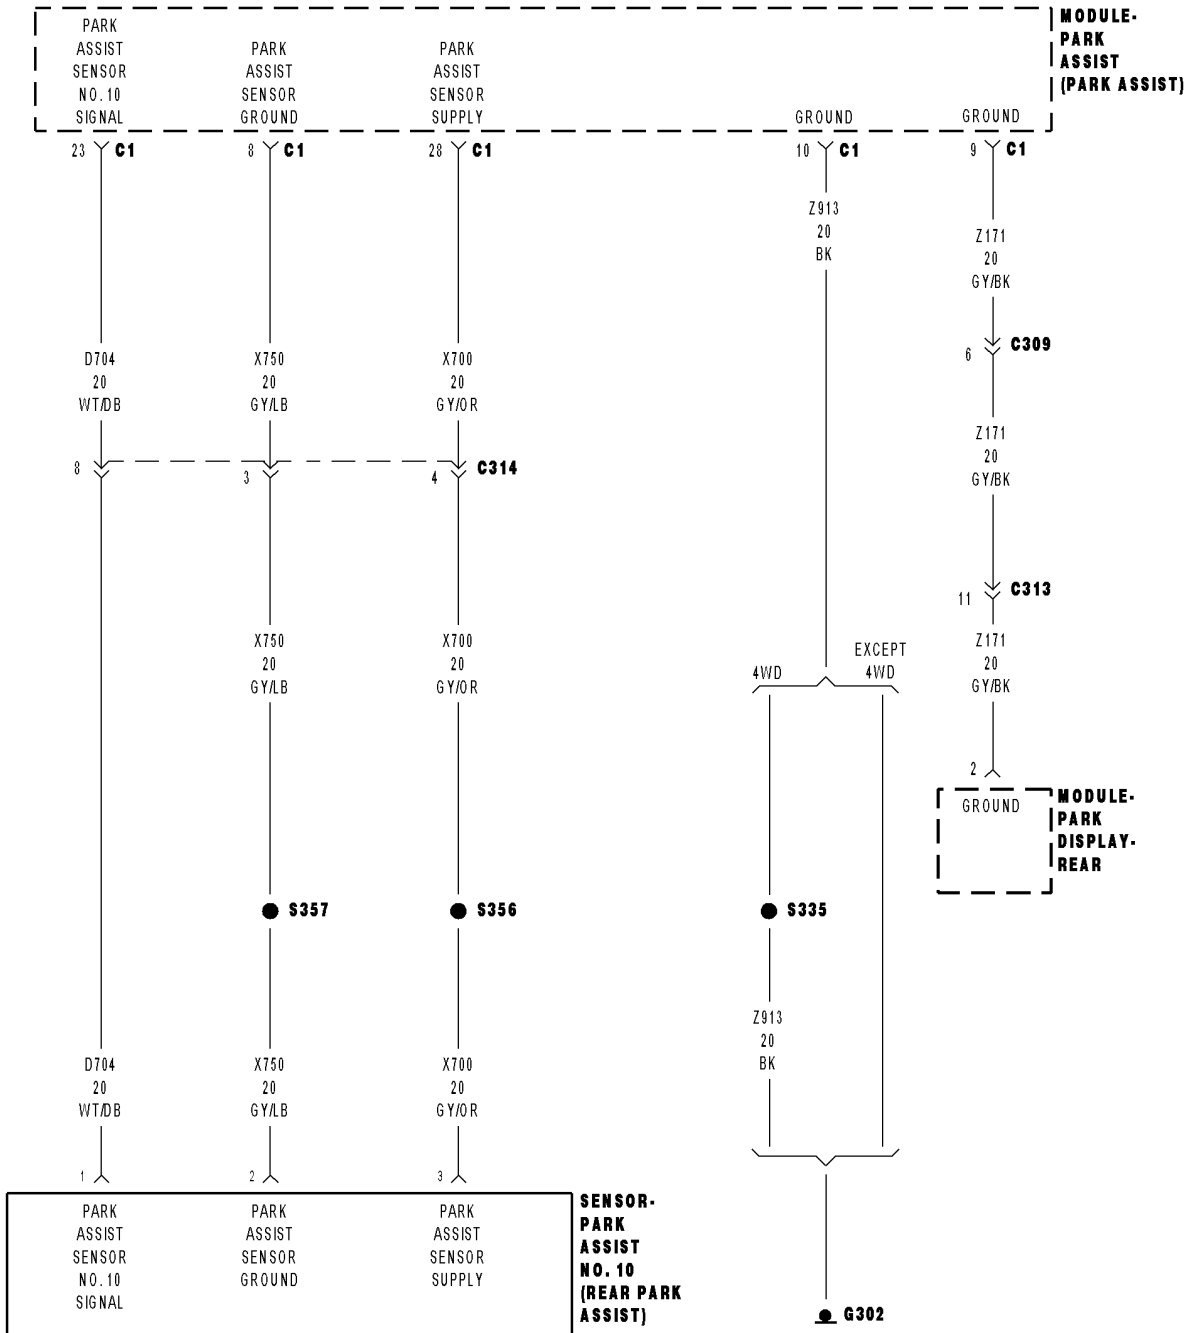 PARK
ASSIST
SENSOR
NO. 10
SIGNAL
PARK
ASSIST
SENSOR
GROUND
PARK
ASSIST
SENSOR
SUPPLY
GROUND
GROUND
MODULE-
PARK
ASSIST
(PARK ASSIST)
23 C1
8 C1
28 C1
10 C1
9 C1
Z913
20
BK
Z171
20
GY/BK
6 C309
D704
20
WT/DB
X750
20
GY/LB
X700
20
GY/OR
8
3
4 C314
Z171
20
GY/BK
11 C313
X750
20
GY/LB
X700
20
GY/OR
4WD
EXCEPT
4WD
Z171
20
GY/BK
2
GROUND
MODULE-
PARK
DISPLAY-
REAR
S357
S356
S335
Z913
20
BK
D704
20
WT/DB
X750
20
GY/LB
X700
20
GY/OR
1
2
3
PARK
ASSIST
SENSOR
NO. 10
SIGNAL
PARK
ASSIST
SENSOR
GROUND
PARK
ASSIST
SENSOR
SUPPLY
SENSOR-
PARK
ASSIST
NO. 10
(REAR PARK
ASSIST)
G302